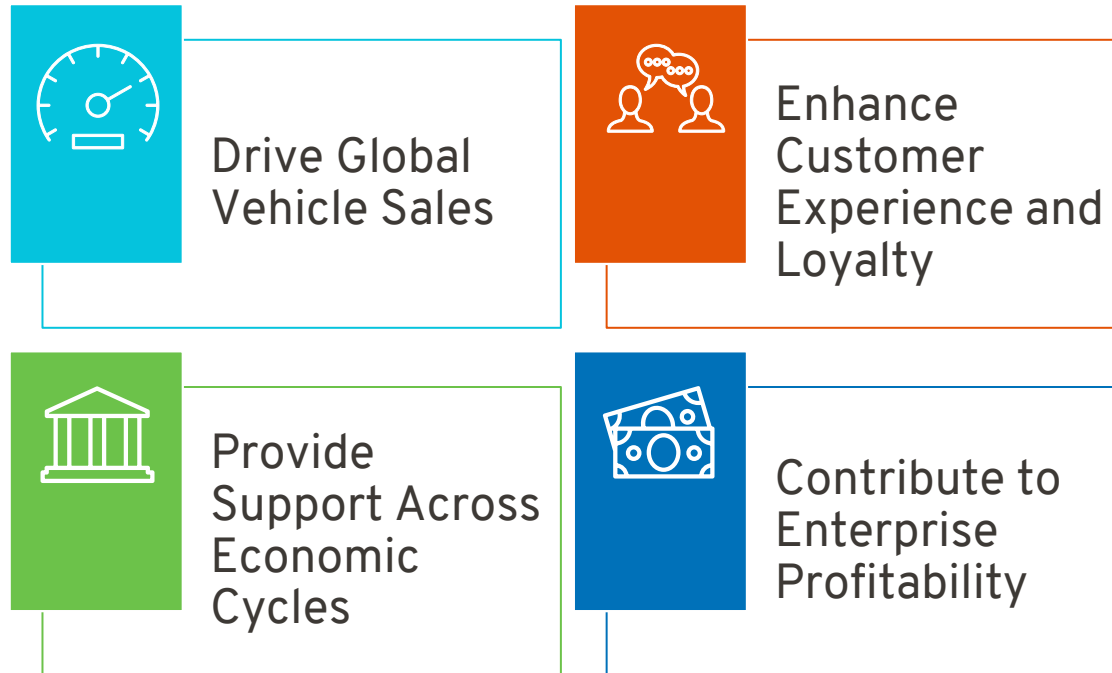 Drive Global
Vehicle Sales
Enhance
Customer
Experience and
Loyalty
Provide
Support Across
Economic
Cycles
Contribute to
Enterprise
Profitability